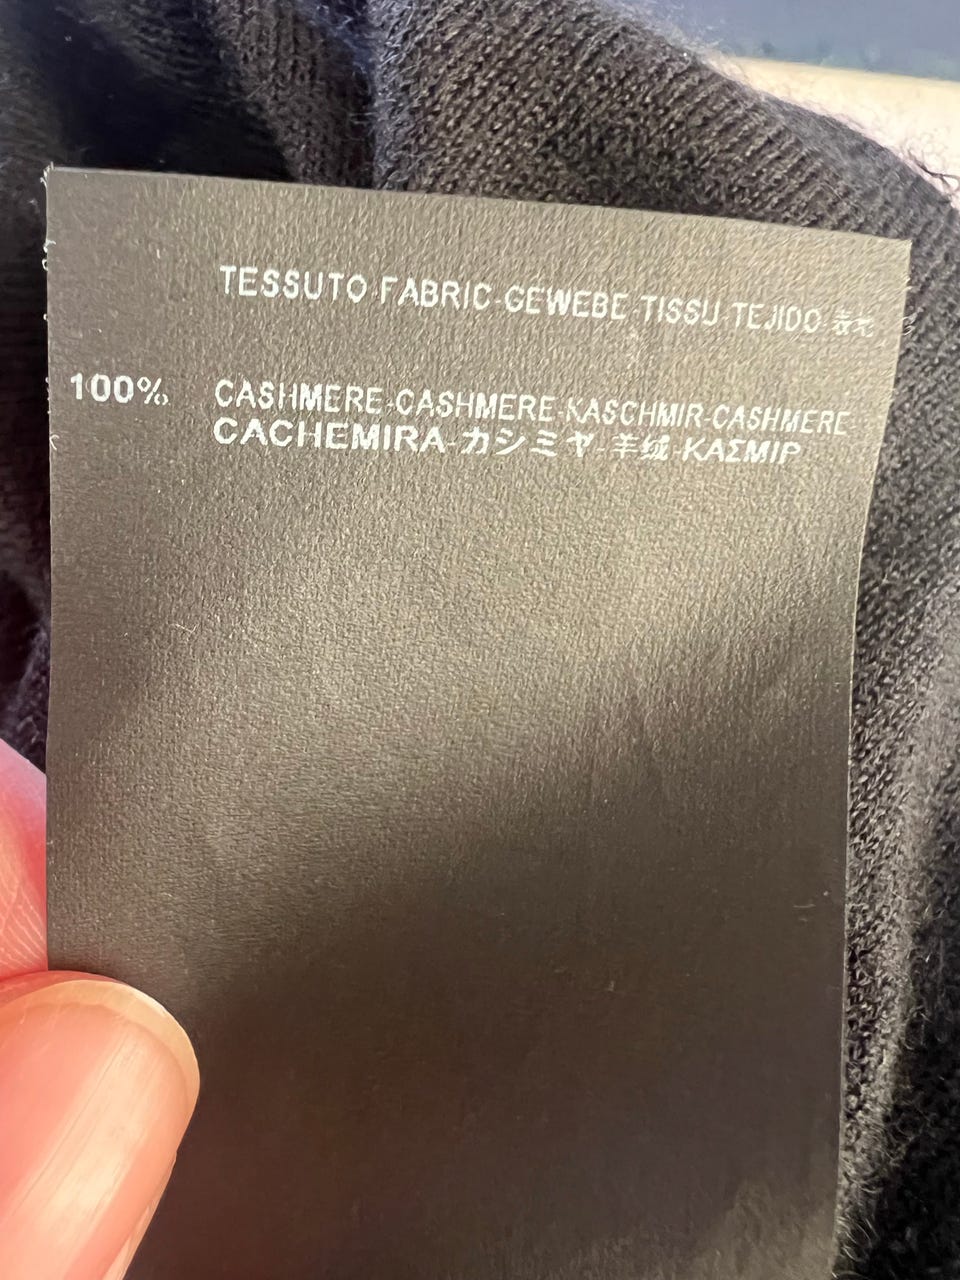 TESSUTO-FABRIC-GEWEBE-TISSU-TEJIDO-表地
100% CASHMERE-CASHMERE-KASCHMIR-CASHMERE-
CACHEMIRA-カシミヤ-羊绒-ΚΑΣΜΙΡ